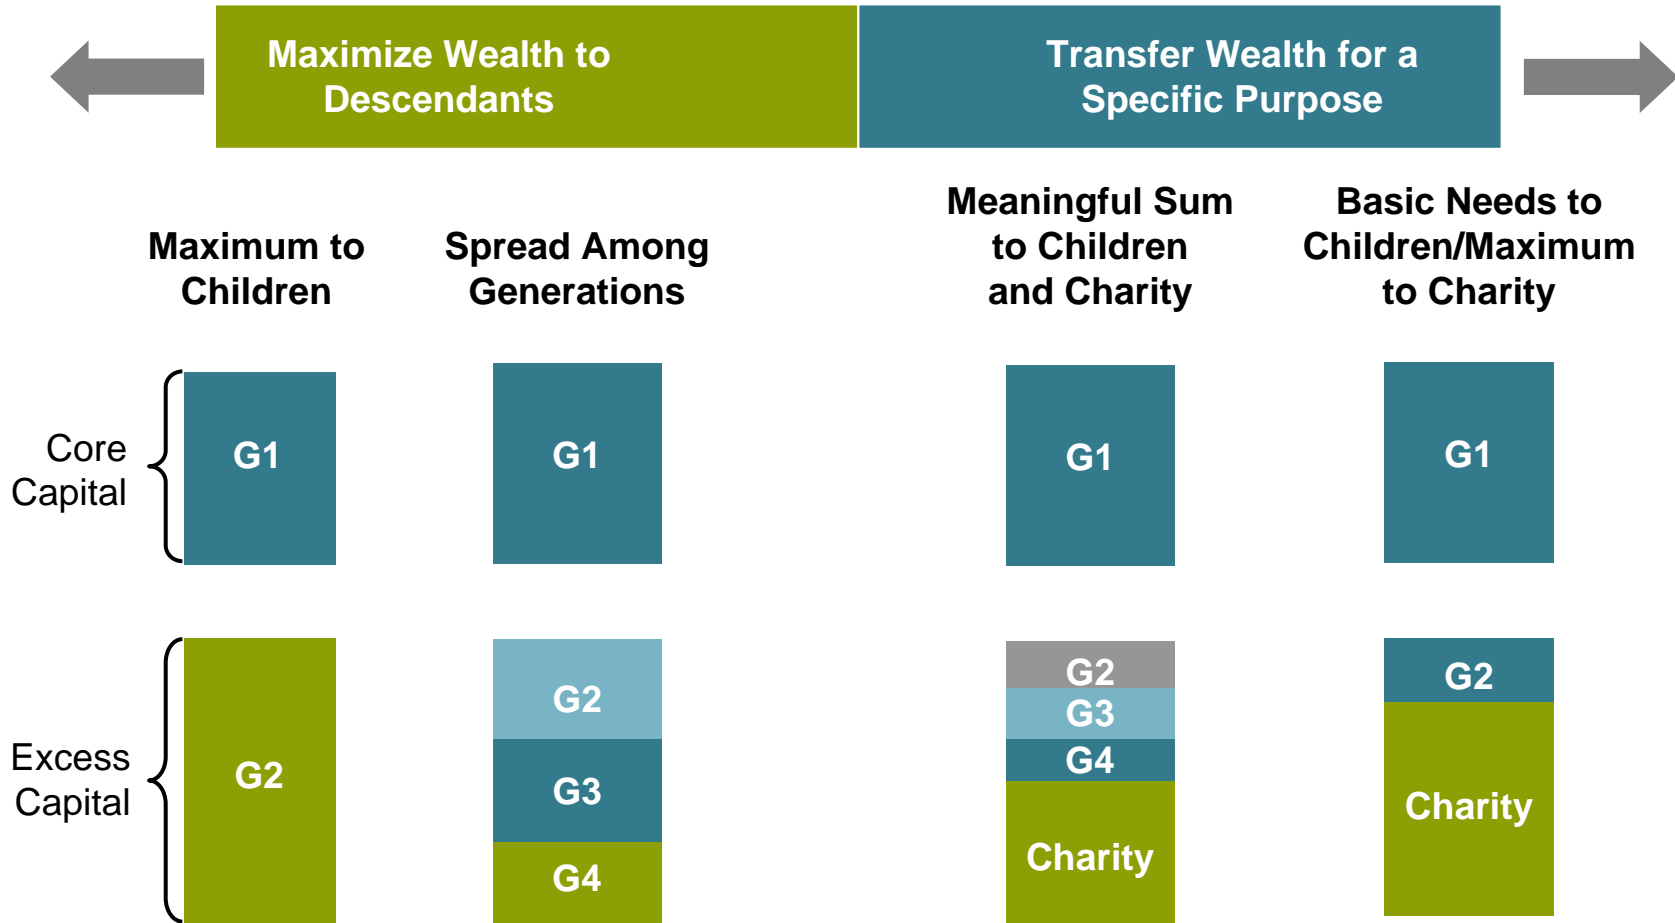 Maximize Wealth to
Descendants
Transfer Wealth for a
Specific Purpose
Maximum to
Children
Spread Among
Generations
Meaningful Sum
to Children
and Charity
Basic Needs to
Children/Maximum
to Charity
Core
Capital
G1
G1
G1
G1
Excess
Capital
G2
G2
G3
G4
G2
G3
G4
Charity
G2
Charity